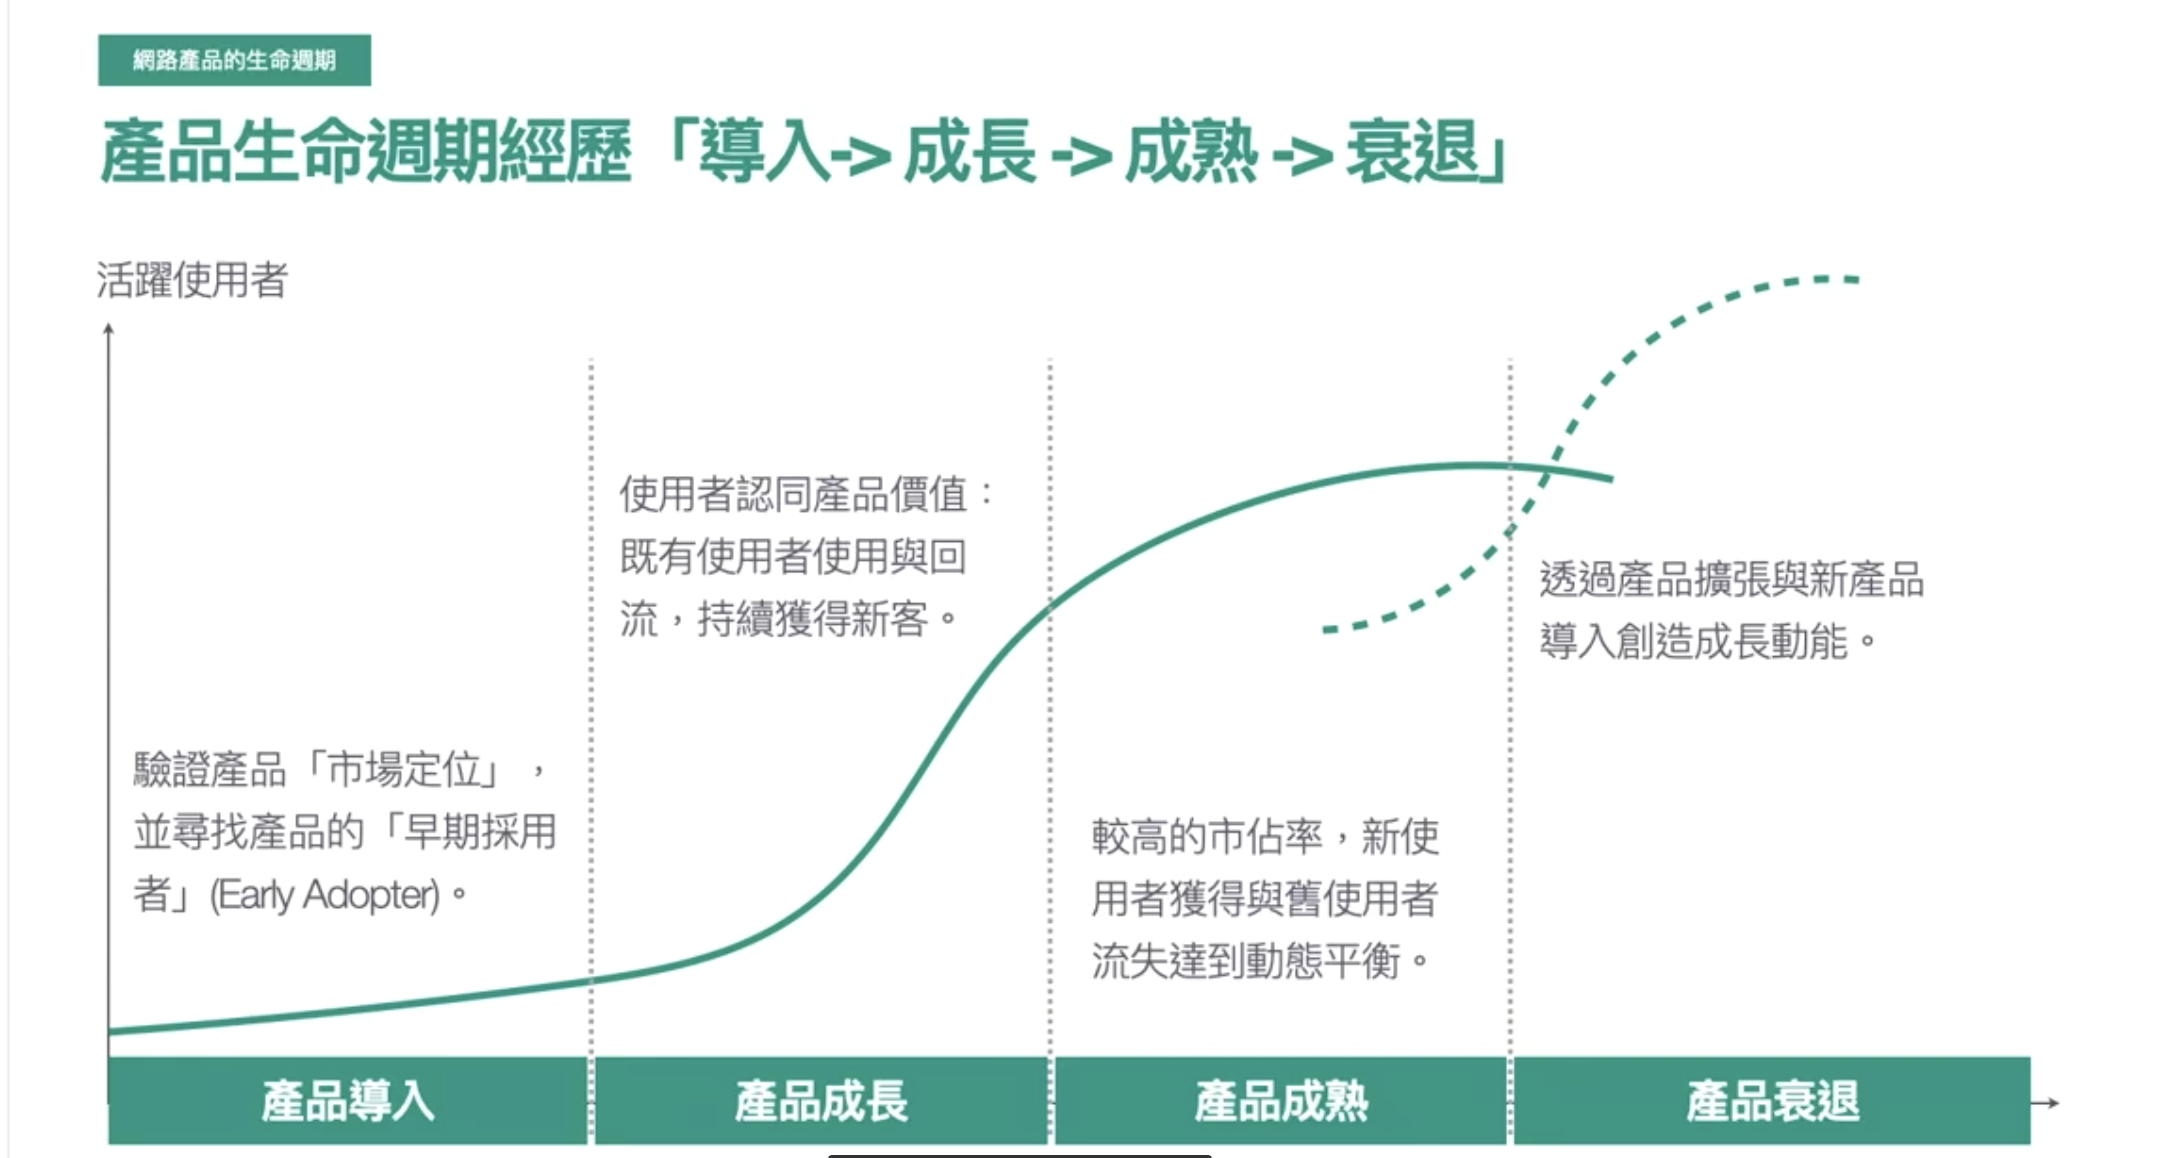 網路產品的生命週期
產品生命週期經歷「導入-> 成長 -> 成熟 -> 衰退」
活躍使用者
使用者認同產品價值：
既有使用者使用與回
流，持續獲得新客。
透過產品擴張與新產品
導入創造成長動能。
驗證產品「市場定位」，
並尋找產品的「早期採用
者」(Early Adopter)。
較高的市佔率，新使
用者獲得與舊使用者
流失達到動態平衡。
產品導入
產品成長
產品成熟
產品衰退